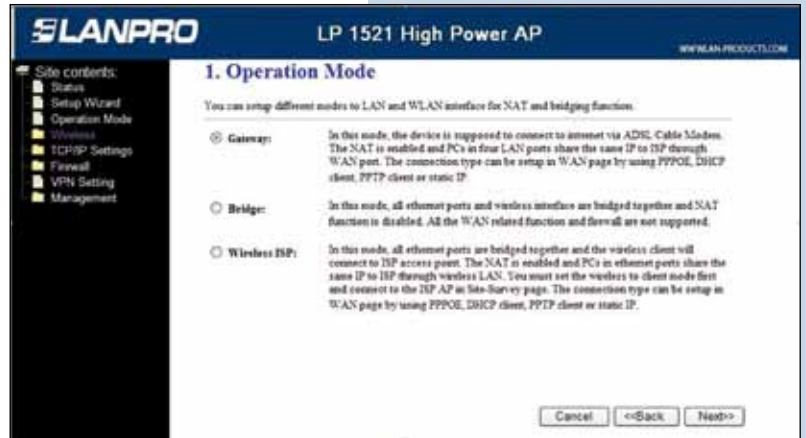 LANPRO
LP 1521 High Power AP
WWW.LAN-PRODUCTS.COM
Site contents:
Status
Setup Wizard
Operation Mode
Wireless
TCP/IP Settings
Firewall
VPN Setting
Management
1. Operation Mode
You can setup different modes to LAN and WLAN interface for NAT and bridging function.
Gateway:
In this mode, the device is supposed to connect to internet via ADSL Cable Modem.
The NAT is enabled and PCs in four LAN ports share the same IP to ISP through
WAN port. The connection type can be setup in WAN page by using PPPOE, DHCP
client, PPTP client or static IP.
Bridge:
In this mode, all ethernet ports and wireless interface are bridged together and NAT
function is disabled. All the WAN related function and firewall are not supported.
Wireless ISP:
In this mode, all ethernet ports are bridged together and the wireless client will
connect to ISP access point. The NAT is enabled and PCs in ethernet ports share the
same IP to ISP through wireless LAN. You must set the wireless to client mode first
and connect to the ISP AP in Site-Survey page. The connection type can be setup in
WAN page by using PPPOE, DHCP client, PPTP client or static IP.
Cancel
<<Back
Next>>